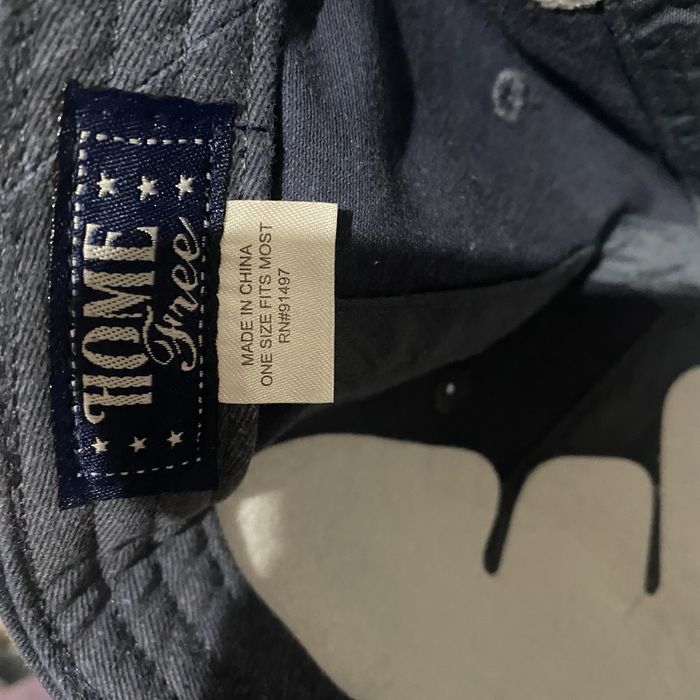 HOME
Free
MADE IN CHINA
ONE SIZE FITS MOST
RN#91497